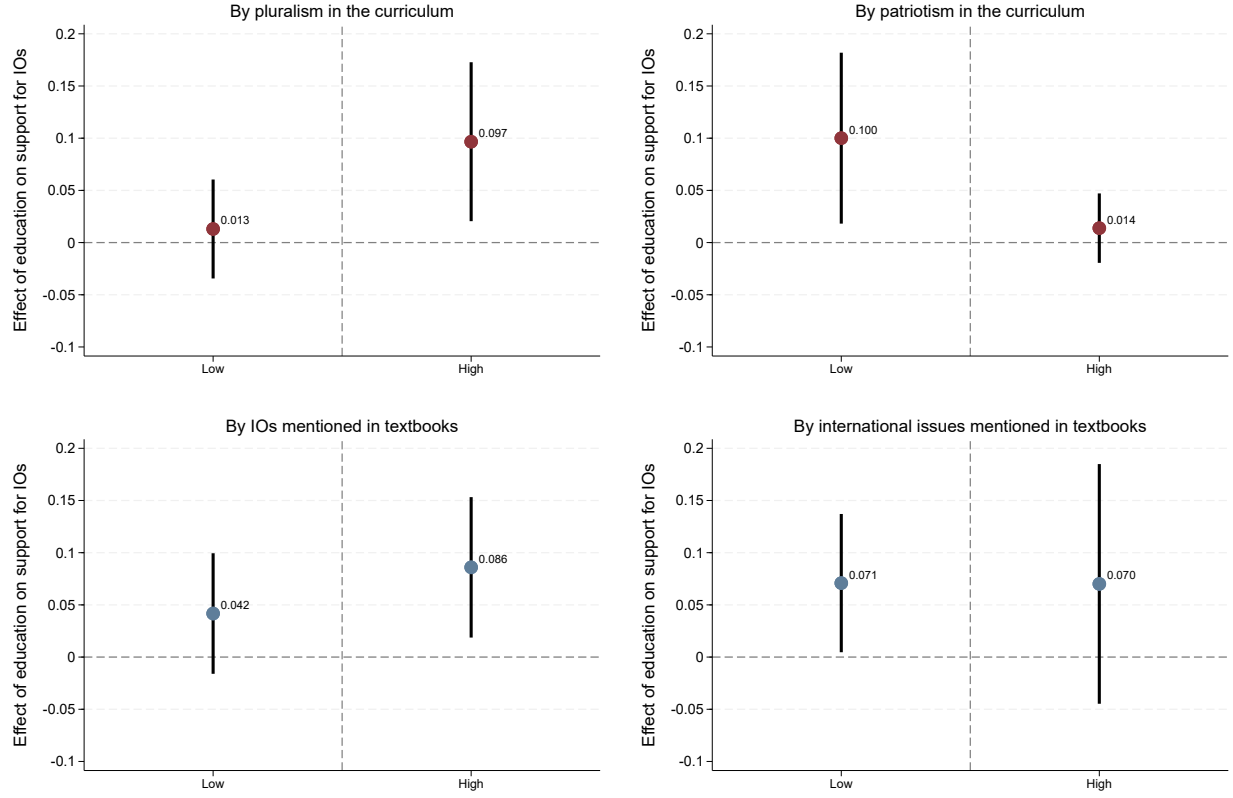 By pluralism in the curriculum
Effect of education on support for IOs
0.2
0.15
0.1
0.05
0
-0.05
-0.1
0.013
0.097
Low
High
By patriotism in the curriculum
Effect of education on support for IOs
0.2
0.15
0.1
0.05
0
-0.05
-0.1
0.100
0.014
Low
High
By IOs mentioned in textbooks
Effect of education on support for IOs
0.2
0.15
0.1
0.05
0
-0.05
-0.1
0.042
0.086
Low
High
By international issues mentioned in textbooks
Effect of education on support for IOs
0.2
0.15
0.1
0.05
0
-0.05
-0.1
0.071
0.070
Low
High